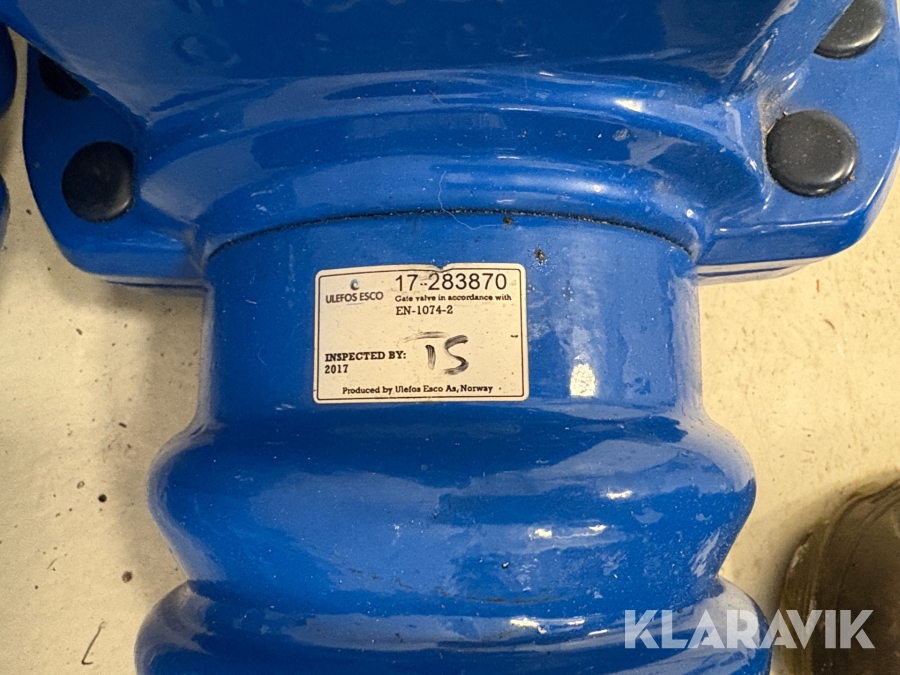 ULEFOS ESCO
17-283870
Gate valve in accordance with
EN-1074-2
INSPECTED BY: TS
2017
Produced by Ulefos Esco As, Norway
KLARAVIK